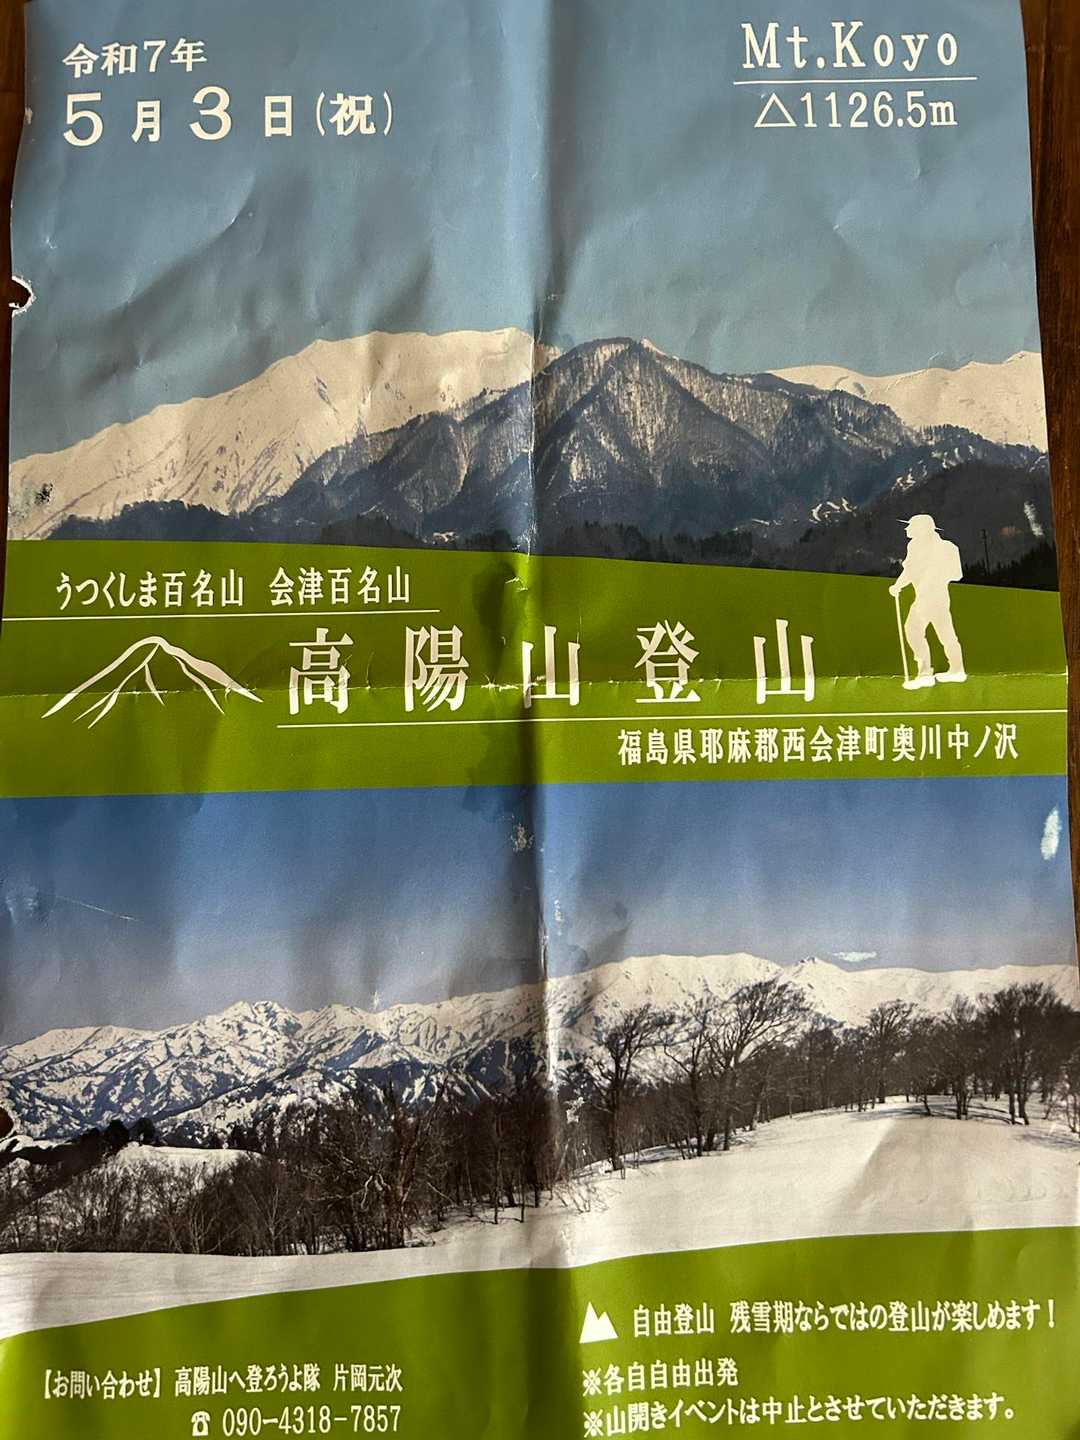 令和7年
5月3日(祝)
Mt.Koyo
△1126.5m
うつくしま百名山 会津百名山
高陽山登山
福島県耶麻郡西会津町奥川中ノ沢
自由登山 残雪期ならではの登山が楽しめます!
※各自自由出発
※山開きイベントは中止とさせていただきます。
【お問い合わせ】高陽山へ登ろうよ隊 片岡元次
☎ 090-4318-7857